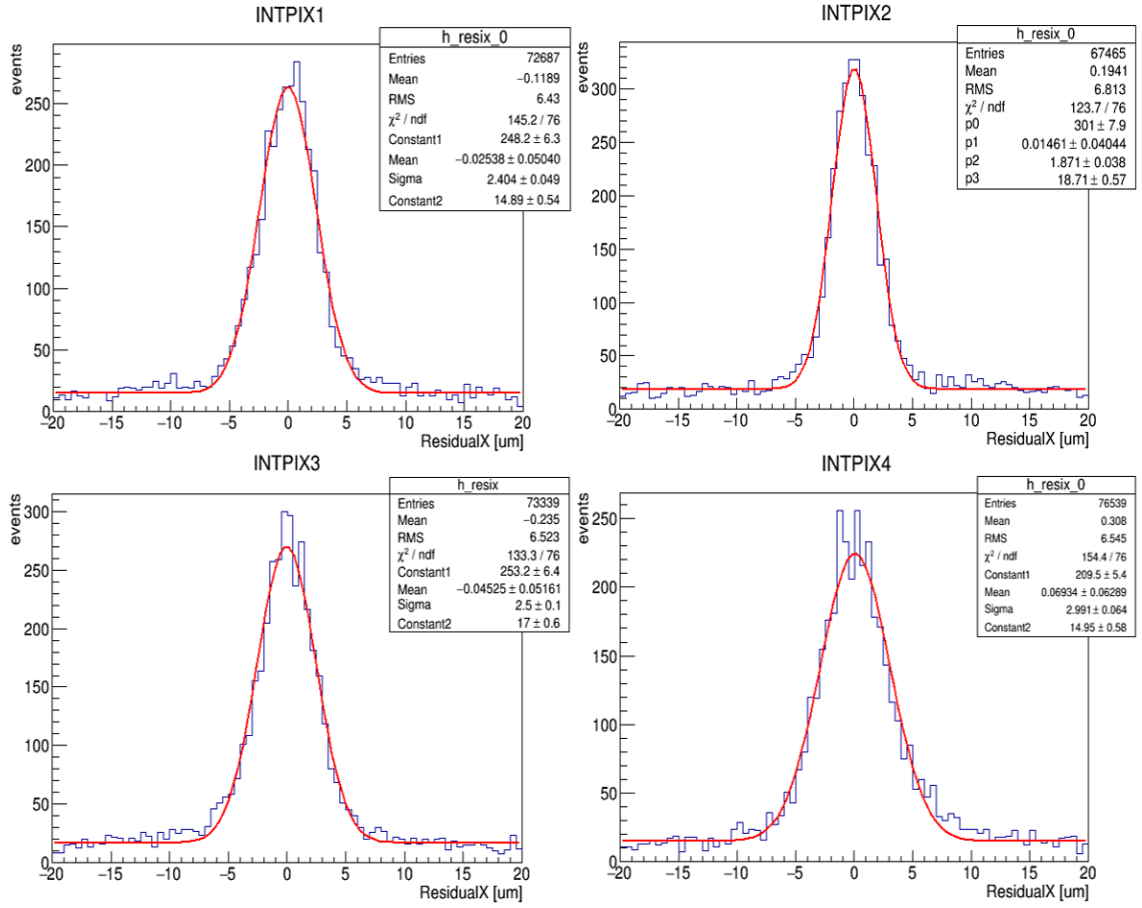 INTPIX1
events
h_resix_0
Entries 72687
Mean −0.1189
RMS 6.43
χ² / ndf 145.2 / 76
Constant1 248.2 ± 6.3
Mean −0.02538 ± 0.05040
Sigma 2.404 ± 0.049
Constant2 14.89 ± 0.54
250
200
150
100
50
0
−20 −15 −10 −5 0 5 10 15 20
ResidualX [um]
INTPIX2
events
h_resix_0
Entries 67465
Mean 0.1941
RMS 6.813
χ² / ndf 123.7 / 76
p0 301 ± 7.9
p1 0.01461 ± 0.04044
p2 1.871 ± 0.038
p3 18.71 ± 0.57
300
250
200
150
100
50
0
−20 −15 −10 −5 0 5 10 15 20
ResidualX [um]
INTPIX3
events
h_resix
Entries 73339
Mean −0.235
RMS 6.523
χ² / ndf 133.3 / 76
Constant1 253.2 ± 6.4
Mean −0.04525 ± 0.05161
Sigma 2.5 ± 0.1
Constant2 17 ± 0.6
300
250
200
150
100
50
0
−20 −15 −10 −5 0 5 10 15 20
ResidualX [um]
INTPIX4
events
h_resix_0
Entries 76539
Mean 0.308
RMS 6.545
χ² / ndf 154.4 / 76
Constant1 209.5 ± 5.4
Mean 0.06934 ± 0.06289
Sigma 2.991 ± 0.064
Constant2 14.95 ± 0.58
250
200
150
100
50
0
−20 −15 −10 −5 0 5 10 15 20
ResidualX [um]